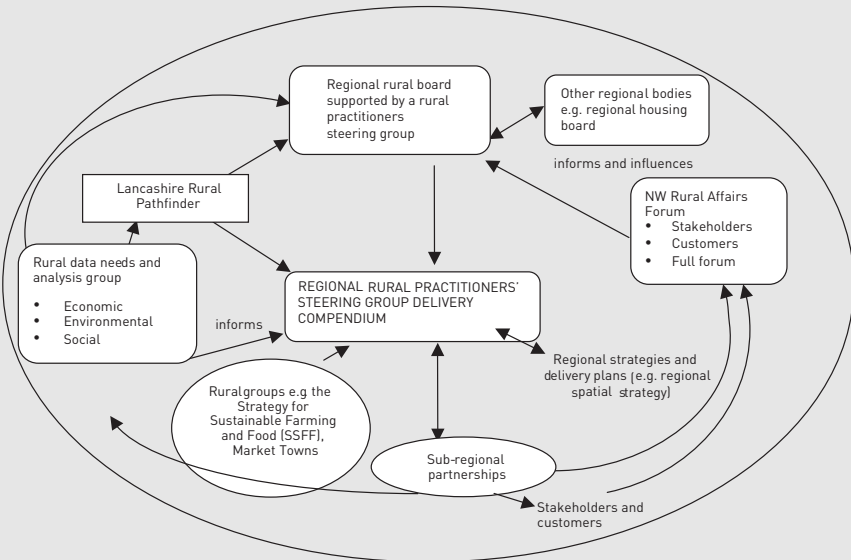 Regional rural board
supported by a rural
practitioners
steering group
Other regional bodies
e.g. regional housing
board
informs and influences
Lancashire Rural
Pathfinder
NW Rural Affairs
Forum
• Stakeholders
• Customers
• Full forum
Rural data needs and
analysis group
• Economic
• Environmental
• Social
informs
REGIONAL RURAL PRACTITIONERS'
STEERING GROUP DELIVERY
COMPENDIUM
Regional strategies and
delivery plans (e.g. regional
spatial strategy)
Ruralgroups e.g. the
Strategy for
Sustainable Farming
and Food (SSFF),
Market Towns
Sub-regional
partnerships
Stakeholders and
customers